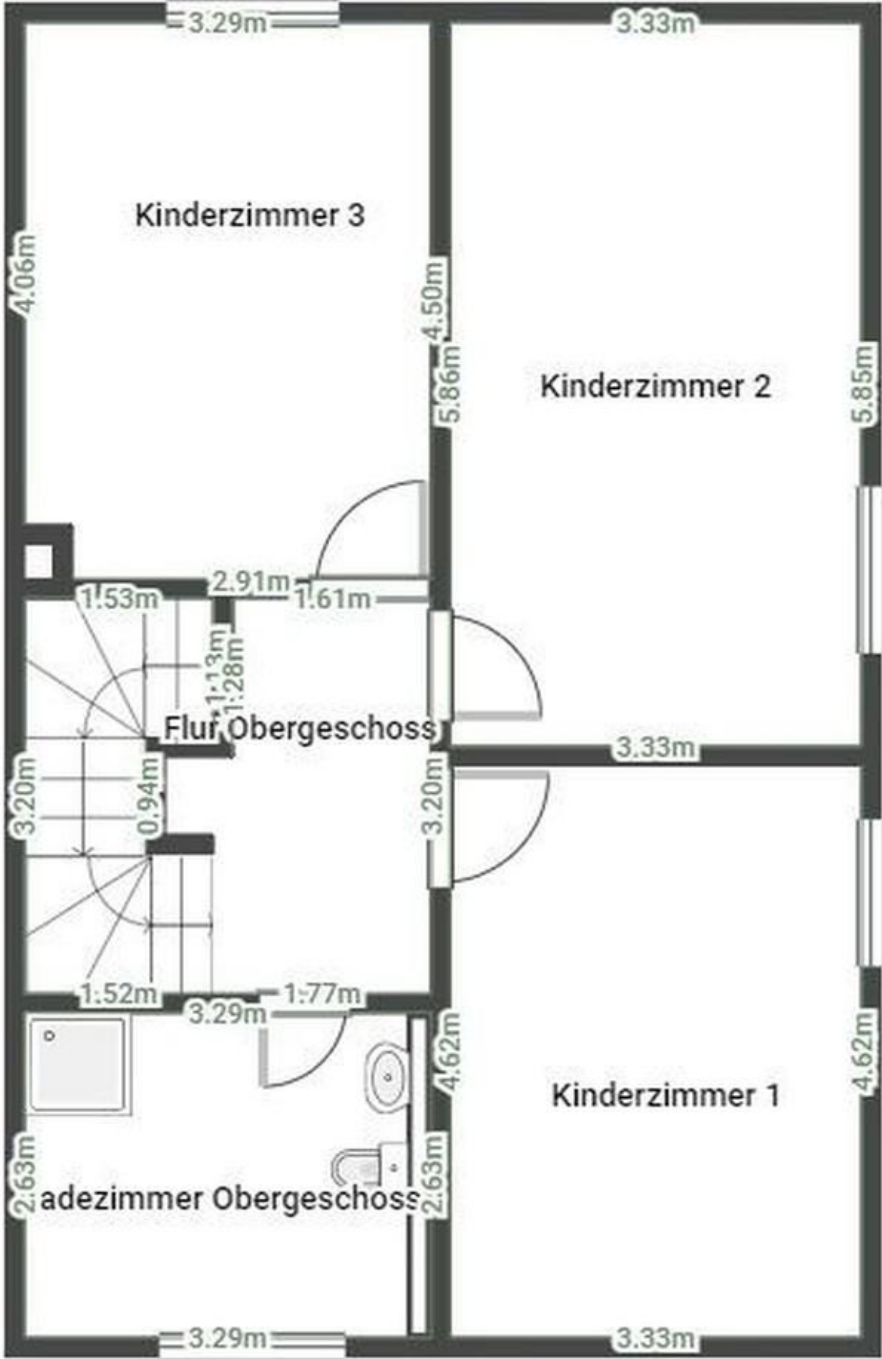 3.29m
3.33m
Kinderzimmer 3
4.06m
4.50m
5.86m
Kinderzimmer 2
5.85m
2.91m
1.53m
1.61m
1.13m
1.28m
Flur Obergeschoss
3.33m
3.20m
0.94m
3.20m
1.52m
1.77m
3.29m
4.62m
4.62m
Kinderzimmer 1
2.63m
adezimmer Obergeschoss
2.63m
3.29m
3.33m